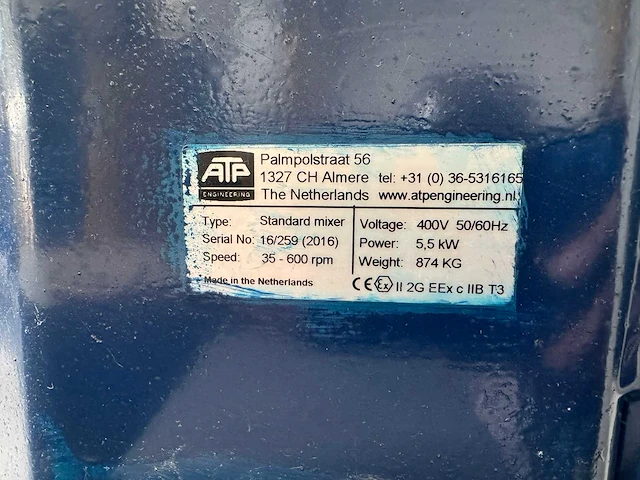 ATP
ENGINEERING
Palmpolstraat 56
1327 CH Almere tel: +31 (0) 36-5316165
The Netherlands www.atpengineering.nl
Type: Standard mixer
Serial No: 16/259 (2016)
Speed: 35 - 600 rpm
Voltage: 400V 50/60Hz
Power: 5,5 kW
Weight: 874 KG
Made in the Netherlands
CE Ex II 2G EEx c IIB T3